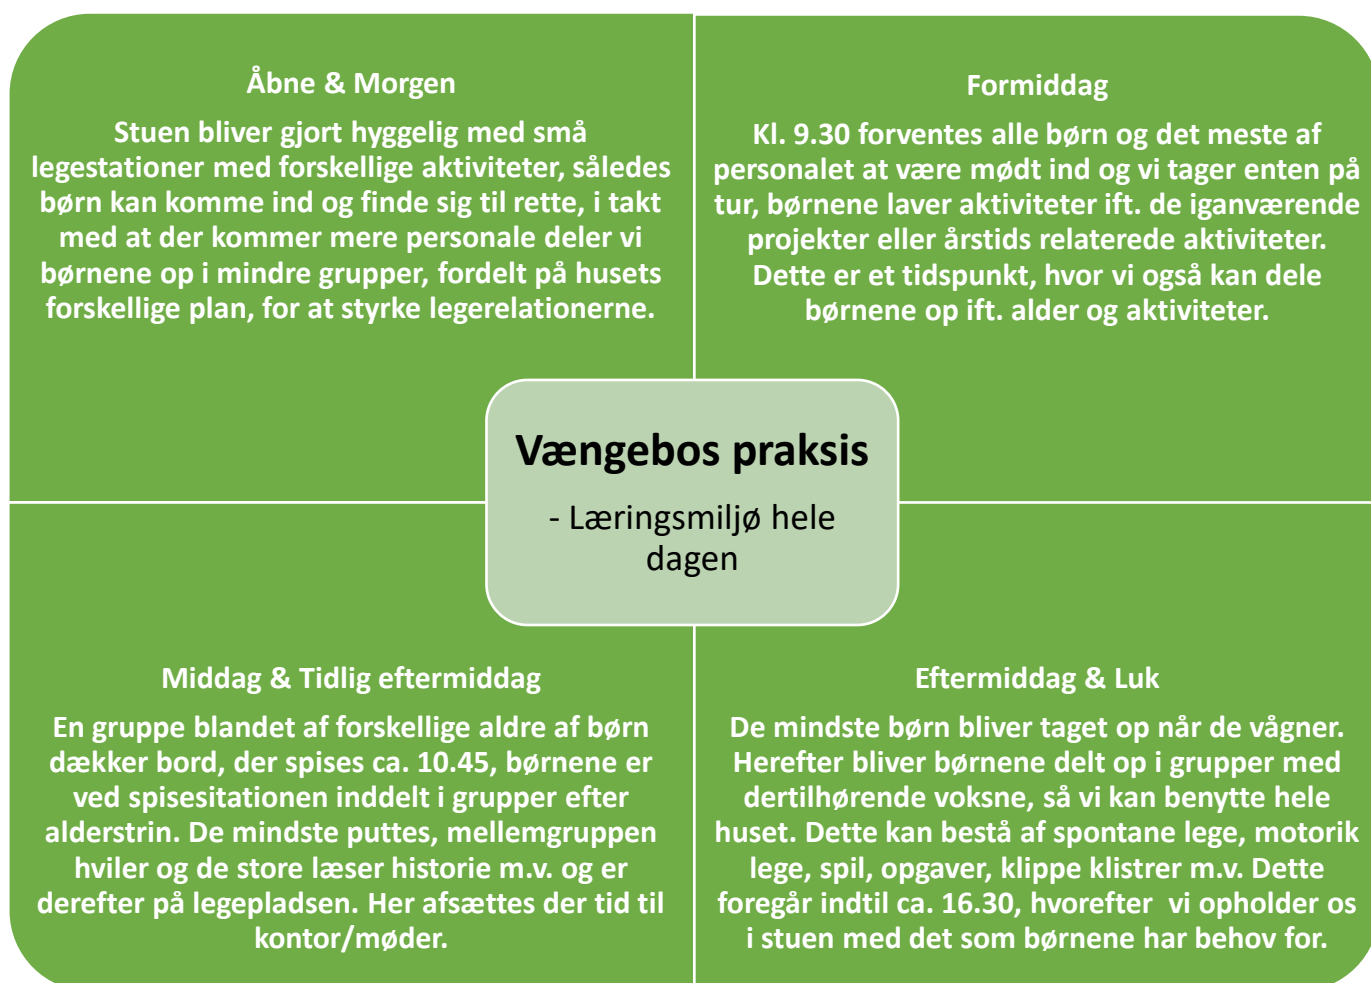 Åbne & Morgen
Stuen bliver gjort hyggelig med små
legestationer med forskellige aktiviteter, således
børn kan komme ind og finde sig til rette, i takt
med at der kommer mere personale deler vi
børnene op i mindre grupper, fordelt på husets
forskellige plan, for at styrke legerelationerne.
Formiddag
Kl. 9.30 forventes alle børn og det meste af
personalet at være mødt ind og vi tager enten på
tur, børnene laver aktiviteter ift. de iganværende
projekter eller årstids relaterede aktiviteter.
Dette er et tidspunkt, hvor vi også kan dele
børnene op ift. alder og aktiviteter.
Vængebos praksis
- Læringsmiljø hele
dagen
Middag & Tidlig eftermiddag
En gruppe blandet af forskellige aldre af børn
dækker bord, der spises ca. 10.45, børnene er
ved spisesitationen inddelt i grupper efter
alderstrin. De mindste puttes, mellemgruppen
hviler og de store læser historie m.v. og er
derefter på legepladsen. Her afsættes der tid til
kontor/møder.
Eftermiddag & Luk
De mindste børn bliver taget op når de vågner.
Herefter bliver børnene delt op i grupper med
dertilhørende voksne, så vi kan benytte hele
huset. Dette kan bestå af spontane lege, motorik
lege, spil, opgaver, klippe klistrer m.v. Dette
foregår indtil ca. 16.30, hvorefter  vi opholder os
i stuen med det som børnene har behov for.